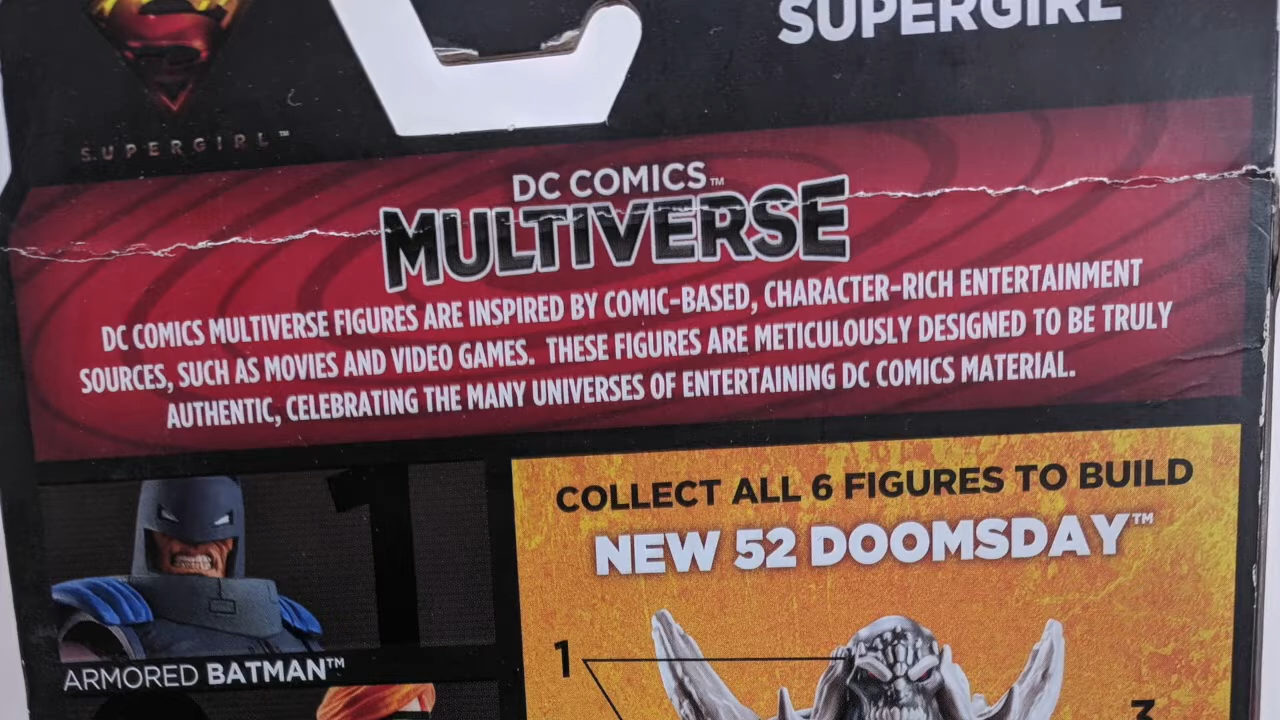 SUPERGIRL
SUPERGIRL™
DC COMICS™
MULTIVERSE
DC COMICS MULTIVERSE FIGURES ARE INSPIRED BY COMIC-BASED, CHARACTER-RICH ENTERTAINMENT
SOURCES, SUCH AS MOVIES AND VIDEO GAMES. THESE FIGURES ARE METICULOUSLY DESIGNED TO BE TRULY
AUTHENTIC, CELEBRATING THE MANY UNIVERSES OF ENTERTAINING DC COMICS MATERIAL.
1
ARMORED BATMAN™
COLLECT ALL 6 FIGURES TO BUILD
NEW 52 DOOMSDAY™
1
3